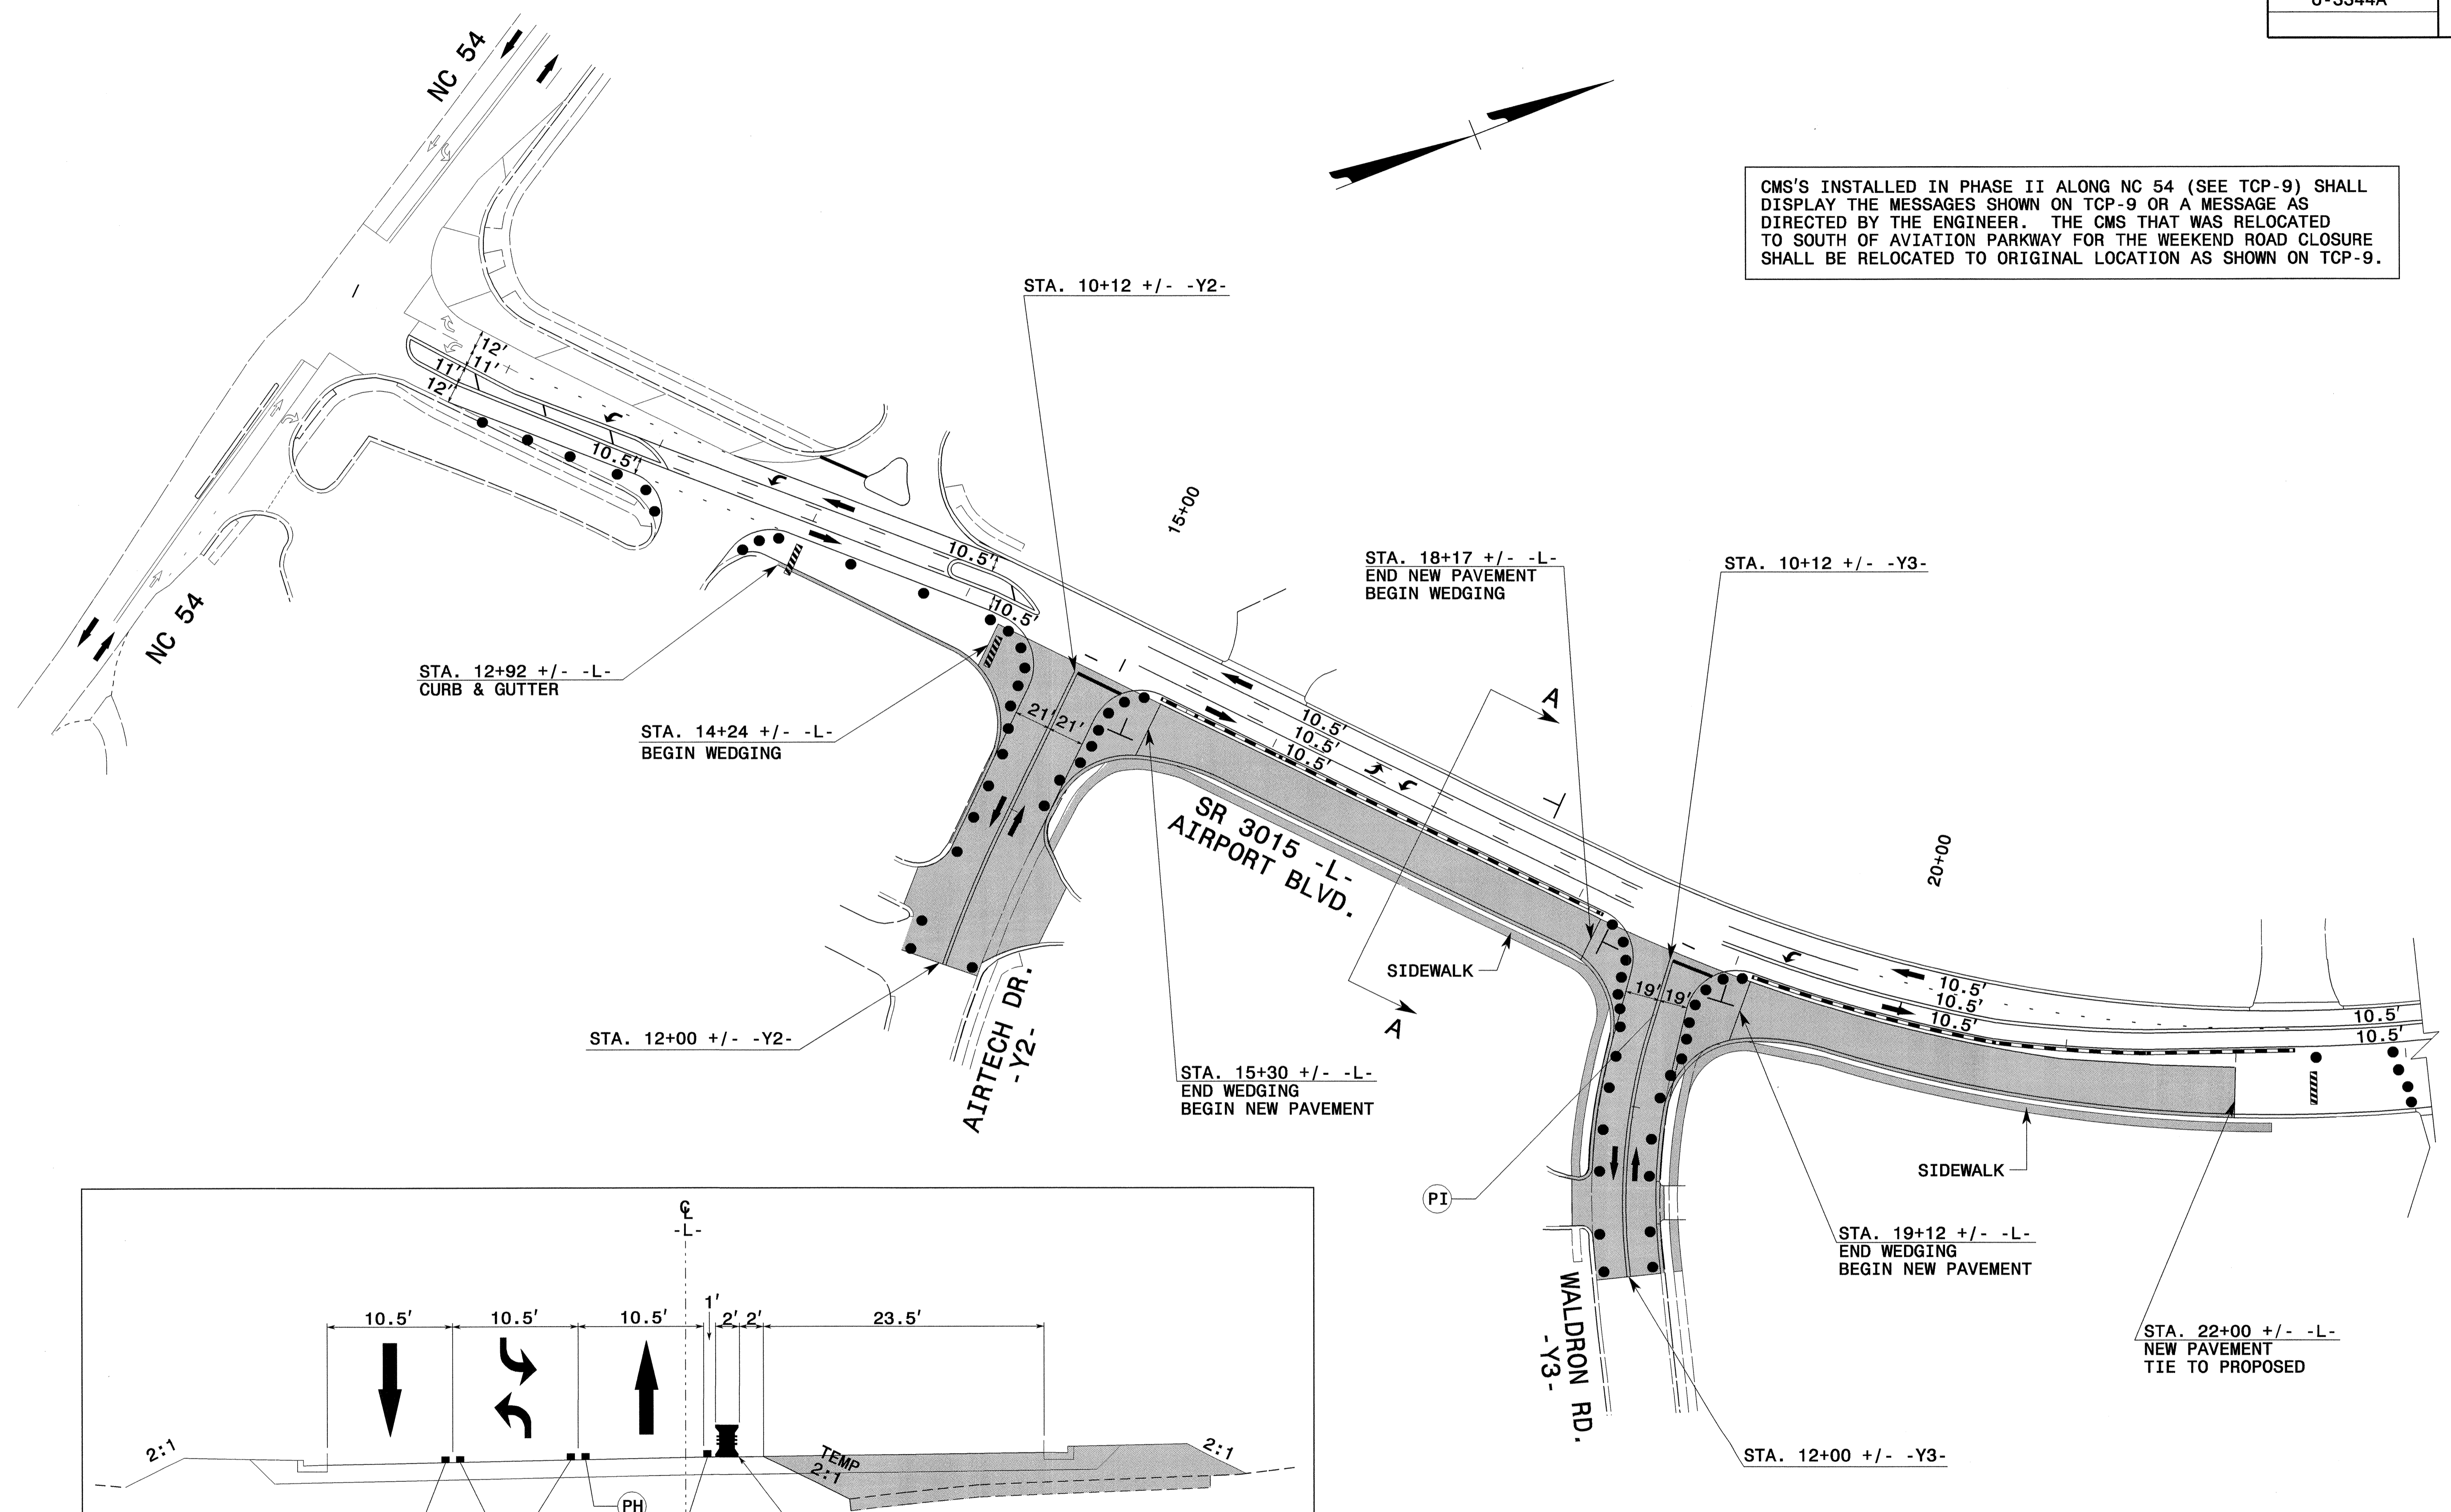 U-3344A
NC 54
CMS'S INSTALLED IN PHASE II ALONG NC 54 (SEE TCP-9) SHALL
DISPLAY THE MESSAGES SHOWN ON TCP-9 OR A MESSAGE AS
DIRECTED BY THE ENGINEER. THE CMS THAT WAS RELOCATED
TO SOUTH OF AVIATION PARKWAY FOR THE WEEKEND ROAD CLOSURE
SHALL BE RELOCATED TO ORIGINAL LOCATION AS SHOWN ON TCP-9.
STA. 10+12 +/- -Y2-
12'
11'
11'
12'
10.5'
15+00
10.5'
10.5'
STA. 18+17 +/- -L-
END NEW PAVEMENT
BEGIN WEDGING
STA. 10+12 +/- -Y3-
NC 54
STA. 12+92 +/- -L-
CURB & GUTTER
STA. 14+24 +/- -L-
BEGIN WEDGING
21'
21'
A
10.5'
10.5'
10.5'
SR 3015 -L-
AIRPORT BLVD.
20+00
SIDEWALK
A
19'
19'
10.5'
10.5'
10.5'
10.5'
10.5'
STA. 12+00 +/- -Y2-
AIRTECH DR.
-Y2-
STA. 15+30 +/- -L-
END WEDGING
BEGIN NEW PAVEMENT
SIDEWALK
PI
STA. 19+12 +/- -L-
END WEDGING
BEGIN NEW PAVEMENT
WALDRON RD.
-Y3-
STA. 22+00 +/- -L-
NEW PAVEMENT
TIE TO PROPOSED
STA. 12+00 +/- -Y3-
℄
-L-
10.5'
10.5'
10.5'
1'
2'
2'
23.5'
2:1
TEMP
2:1
2:1
PH